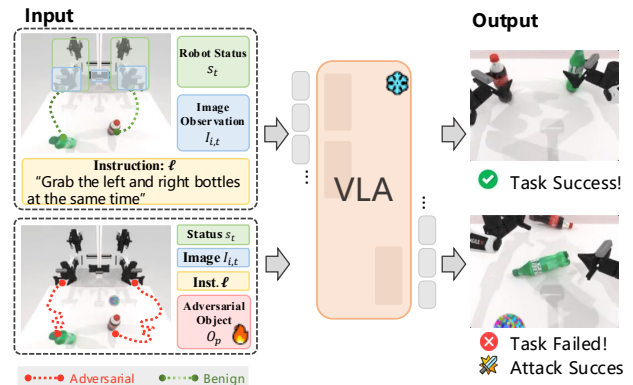 Input
Output
Robot Status
s_t
Image
Observation
I_{i,t}
Instruction: ℓ
“Grab the left and right bottles
at the same time”
VLA
Task Success!
Status s_t
Image I_{i,t}
Inst. ℓ
Adversarial
Object
O_p
Task Failed!
Attack Succes
Adversarial
Benign